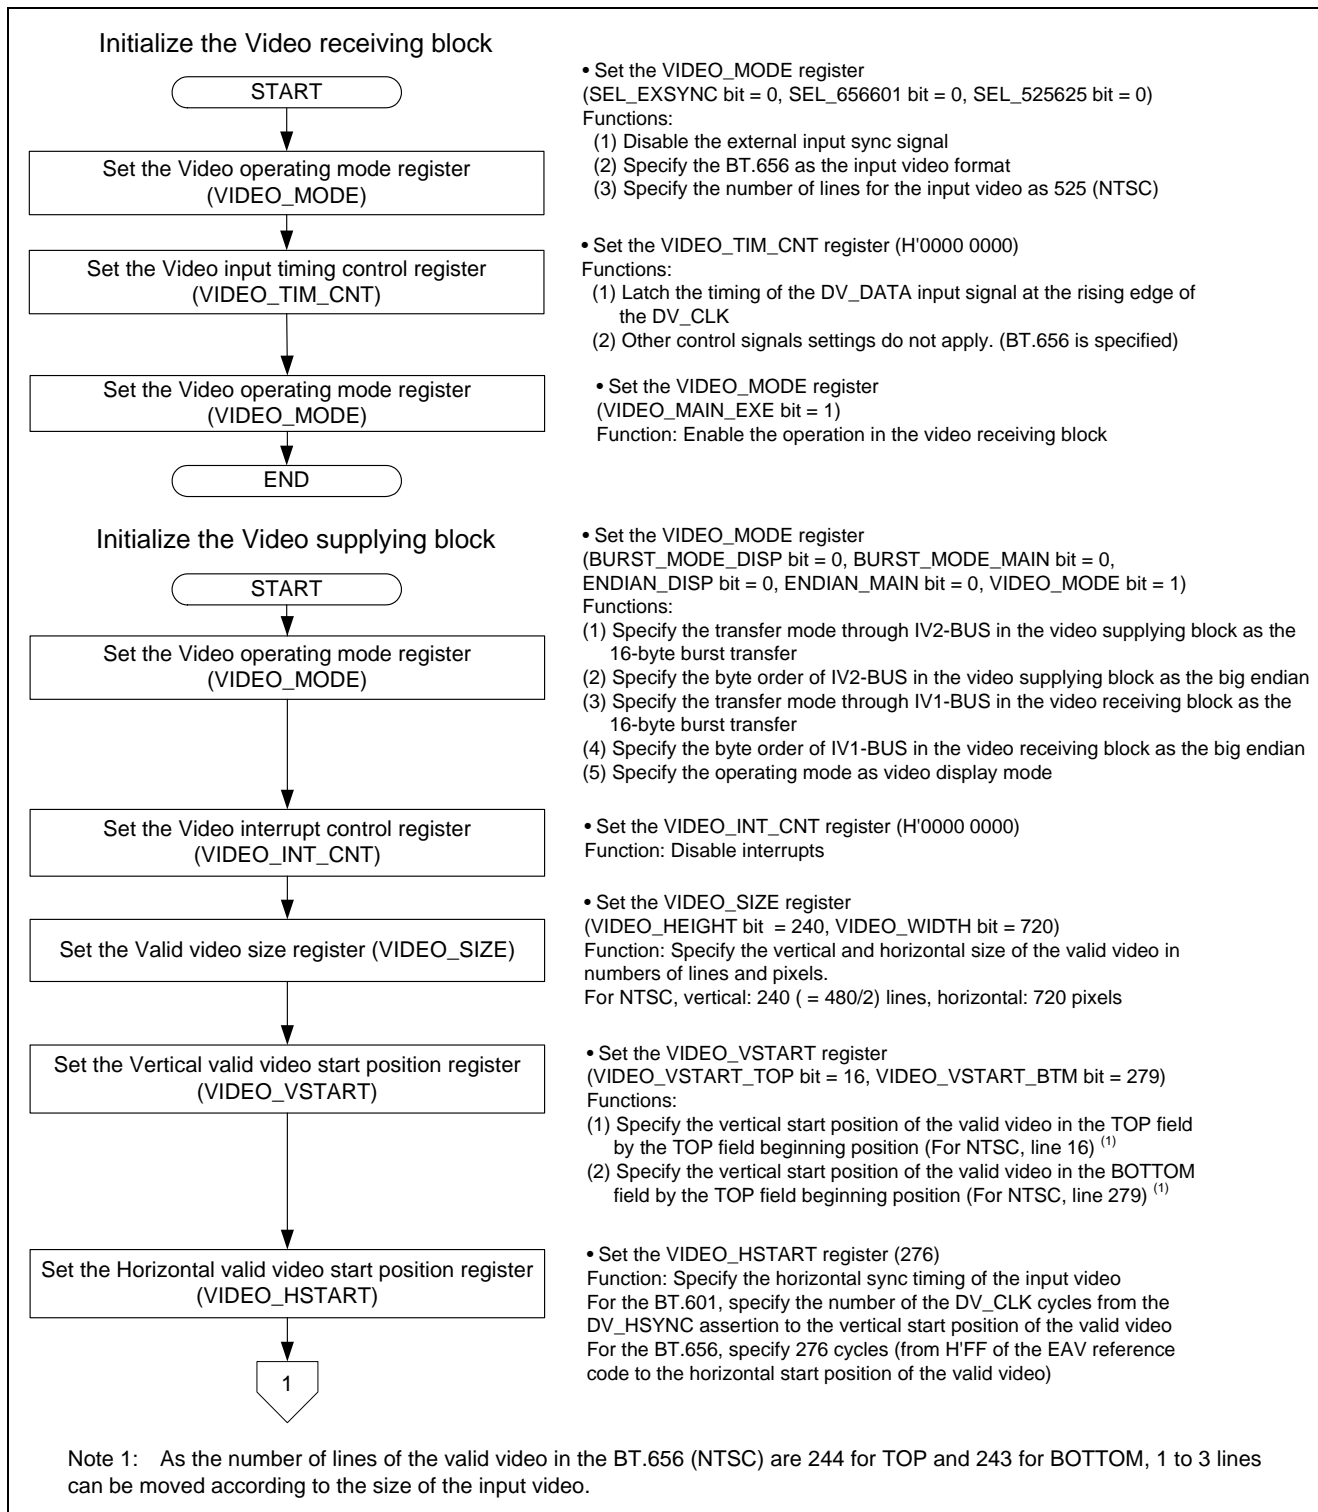 Initialize the Video receiving block
START
Set the Video operating mode register
(VIDEO_MODE)
• Set the VIDEO_MODE register
(SEL_EXSYNC bit = 0, SEL_656601 bit = 0, SEL_525625 bit = 0)
Functions:
(1) Disable the external input sync signal
(2) Specify the BT.656 as the input video format
(3) Specify the number of lines for the input video as 525 (NTSC)
Set the Video input timing control register
(VIDEO_TIM_CNT)
• Set the VIDEO_TIM_CNT register (H'0000 0000)
Functions:
(1) Latch the timing of the DV_DATA input signal at the rising edge of
the DV_CLK
(2) Other control signals settings do not apply. (BT.656 is specified)
Set the Video operating mode register
(VIDEO_MODE)
• Set the VIDEO_MODE register
(VIDEO_MAIN_EXE bit = 1)
Function: Enable the operation in the video receiving block
END
Initialize the Video supplying block
START
Set the Video operating mode register
(VIDEO_MODE)
• Set the VIDEO_MODE register
(BURST_MODE_DISP bit = 0, BURST_MODE_MAIN bit = 0,
ENDIAN_DISP bit = 0, ENDIAN_MAIN bit = 0, VIDEO_MODE bit = 1)
Functions:
(1) Specify the transfer mode through IV2-BUS in the video supplying block as the
16-byte burst transfer
(2) Specify the byte order of IV2-BUS in the video supplying block as the big endian
(3) Specify the transfer mode through IV1-BUS in the video receiving block as the
16-byte burst transfer
(4) Specify the byte order of IV1-BUS in the video receiving block as the big endian
(5) Specify the operating mode as video display mode
Set the Video interrupt control register
(VIDEO_INT_CNT)
• Set the VIDEO_INT_CNT register (H'0000 0000)
Function: Disable interrupts
Set the Valid video size register (VIDEO_SIZE)
• Set the VIDEO_SIZE register
(VIDEO_HEIGHT bit = 240, VIDEO_WIDTH bit = 720)
Function: Specify the vertical and horizontal size of the valid video in
numbers of lines and pixels.
For NTSC, vertical: 240 ( = 480/2) lines, horizontal: 720 pixels
Set the Vertical valid video start position register
(VIDEO_VSTART)
• Set the VIDEO_VSTART register
(VIDEO_VSTART_TOP bit = 16, VIDEO_VSTART_BTM bit = 279)
Functions:
(1) Specify the vertical start position of the valid video in the TOP field
by the TOP field beginning position (For NTSC, line 16) (1)
(2) Specify the vertical start position of the valid video in the BOTTOM
field by the TOP field beginning position (For NTSC, line 279) (1)
Set the Horizontal valid video start position register
(VIDEO_HSTART)
• Set the VIDEO_HSTART register (276)
Function: Specify the horizontal sync timing of the input video
For the BT.601, specify the number of the DV_CLK cycles from the
DV_HSYNC assertion to the vertical start position of the valid video
For the BT.656, specify 276 cycles (from H'FF of the EAV reference
code to the horizontal start position of the valid video)
1
Note 1: As the number of lines of the valid video in the BT.656 (NTSC) are 244 for TOP and 243 for BOTTOM, 1 to 3 lines
can be moved according to the size of the input video.